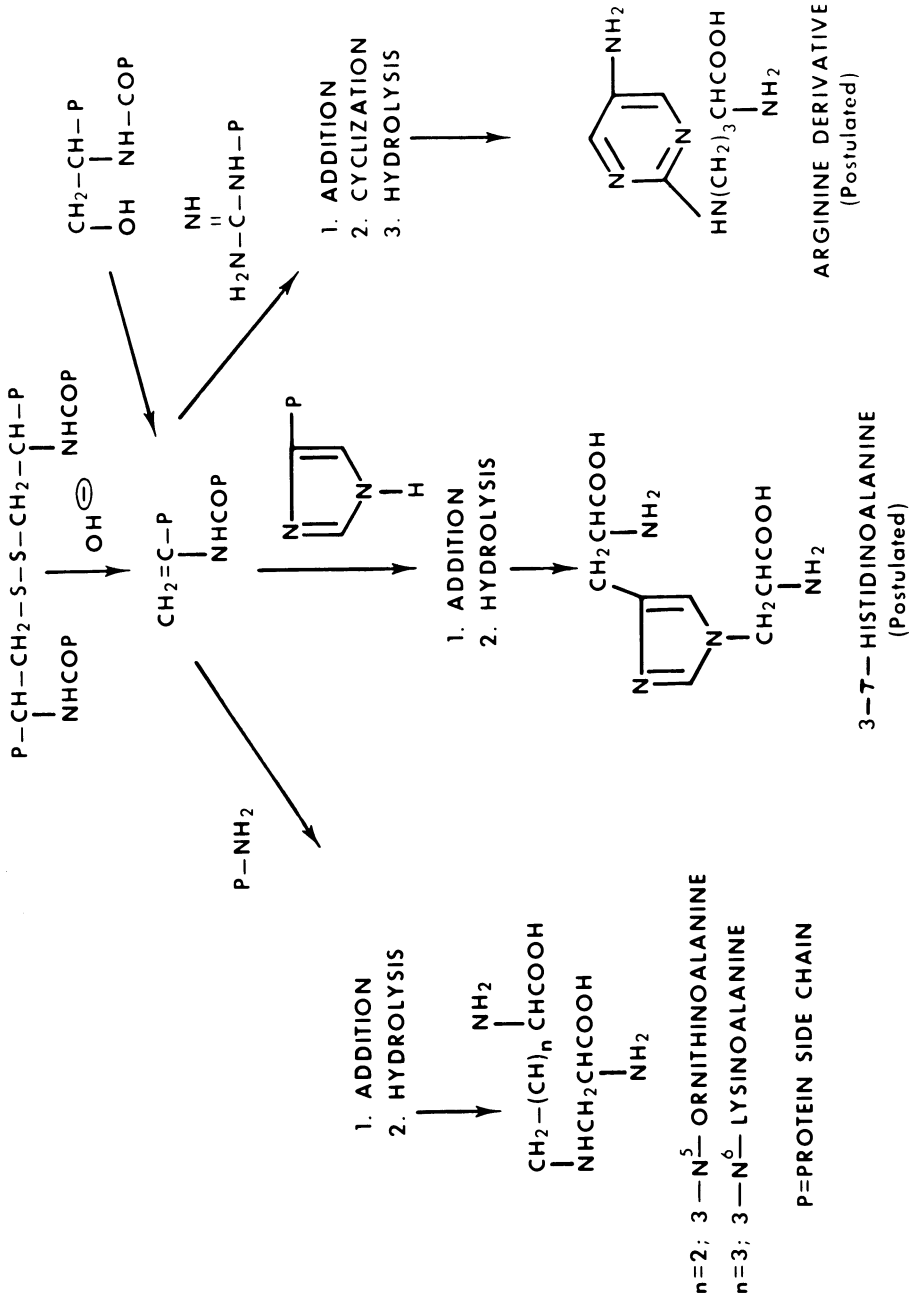 P–CH–CH₂–S–S–CH₂–CH–P
NHCOP NHCOP
OH ⊖
CH₂–CH–P
OH NH–COP
CH₂=C–P
NHCOP
P–NH₂
1. ADDITION
2. HYDROLYSIS
NH₂
CH₂–(CH)ₙ CHCOOH
NHCH₂CHCOOH
NH₂
n=2; 3–N⁵–ORNITHINOALANINE
n=3; 3–N⁶–LYSINOALANINE
P=PROTEIN SIDE CHAIN
P
N
N
H
1. ADDITION
2. HYDROLYSIS
CH₂CHCOOH
NH₂
N
N
CH₂CHCOOH
NH₂
3–τ–HISTIDINOALANINE
(Postulated)
NH
H₂N–C–NH–P
1. ADDITION
2. CYCLIZATION
3. HYDROLYSIS
NH₂
N
N
HN(CH₂)₃CHCOOH
NH₂
ARGININE DERIVATIVE
(Postulated)